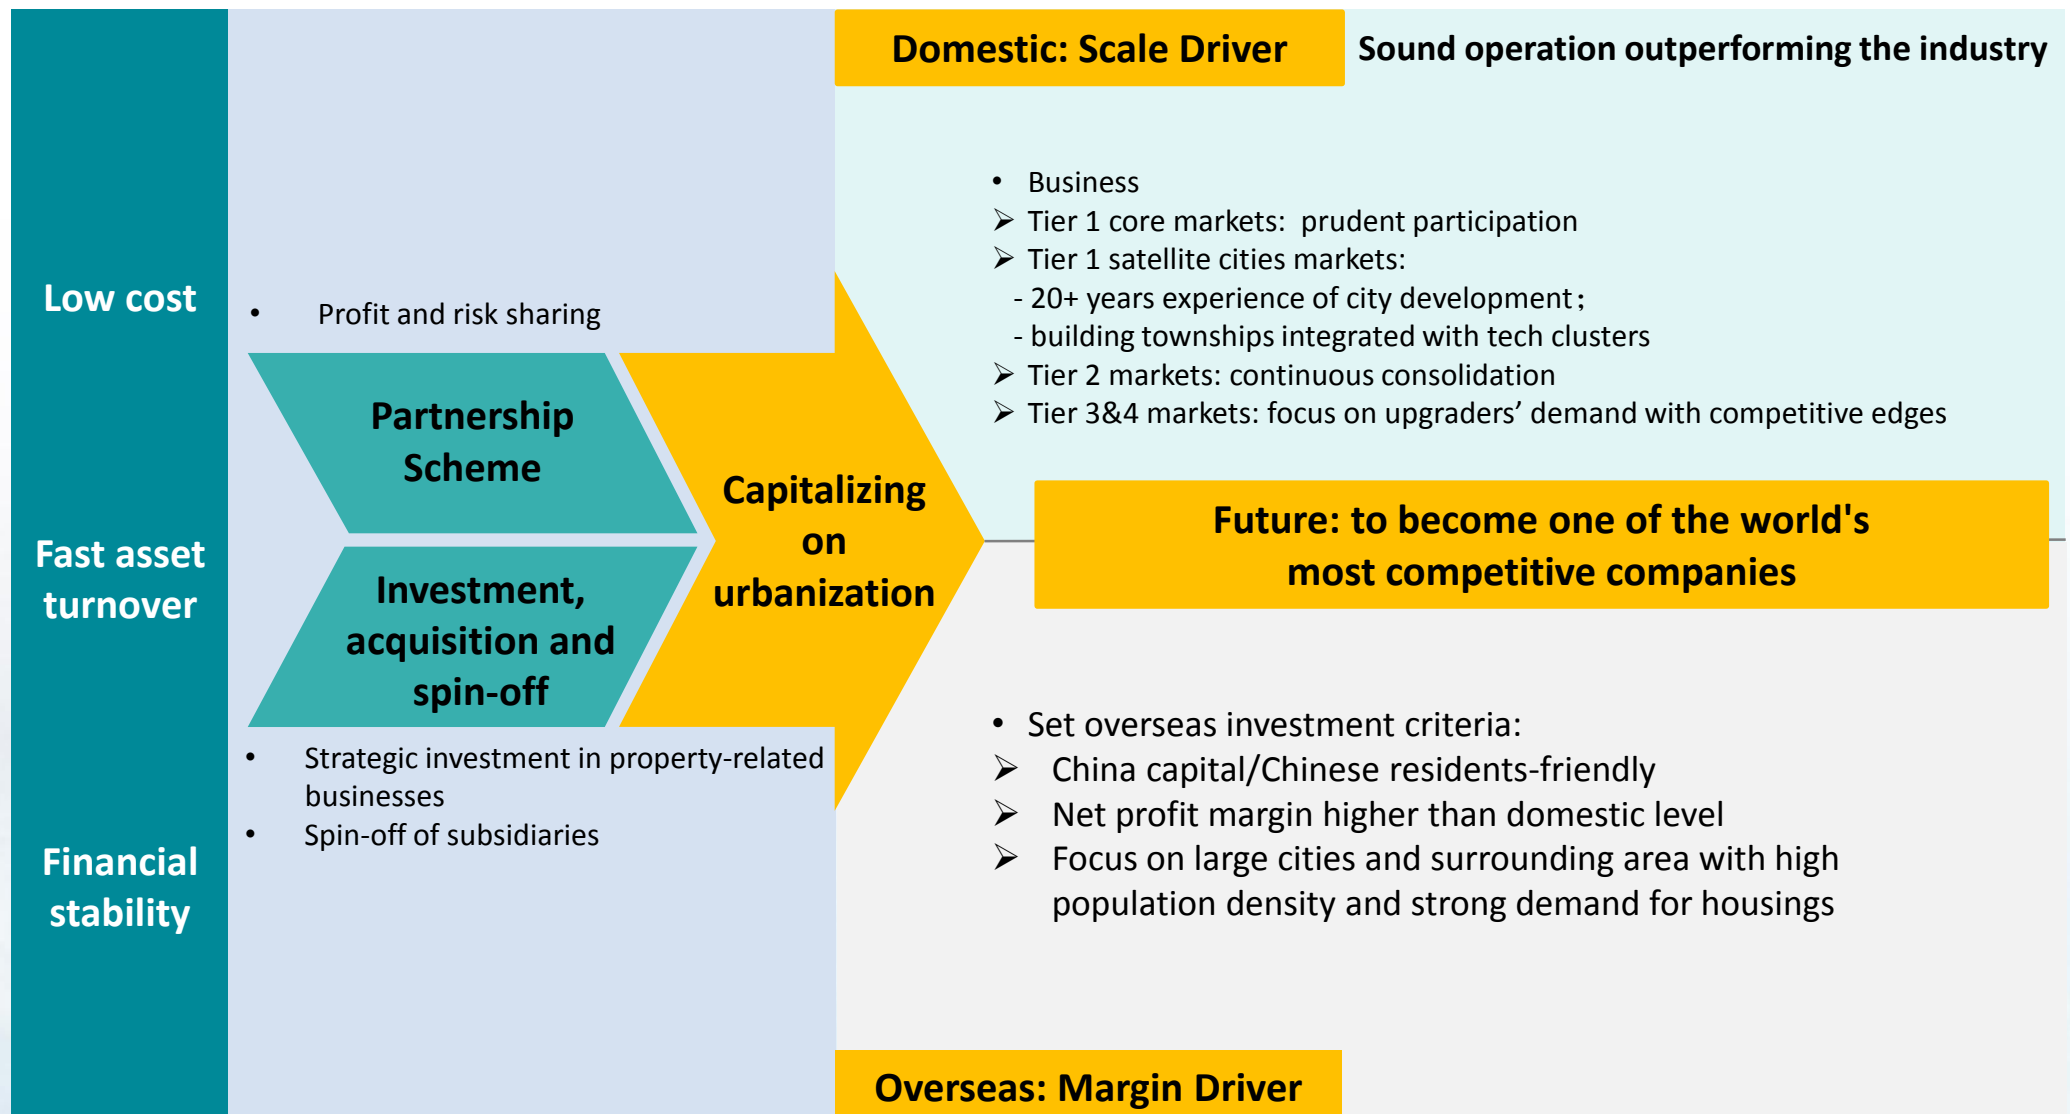 Low cost
Fast asset
turnover
Financial
stability
• Profit and risk sharing
Partnership
Scheme
Investment,
acquisition and
spin-off
• Strategic investment in property-related
businesses
• Spin-off of subsidiaries
Capitalizing
on
urbanization
Domestic: Scale Driver
Sound operation outperforming the industry
• Business
➢ Tier 1 core markets:  prudent participation
➢ Tier 1 satellite cities markets:
- 20+ years experience of city development；
- building townships integrated with tech clusters
➢ Tier 2 markets: continuous consolidation
➢ Tier 3&4 markets: focus on upgraders’ demand with competitive edges
Future: to become one of the world's
most competitive companies
• Set overseas investment criteria:
➢ China capital/Chinese residents-friendly
➢ Net profit margin higher than domestic level
➢ Focus on large cities and surrounding area with high
population density and strong demand for housings
Overseas: Margin Driver